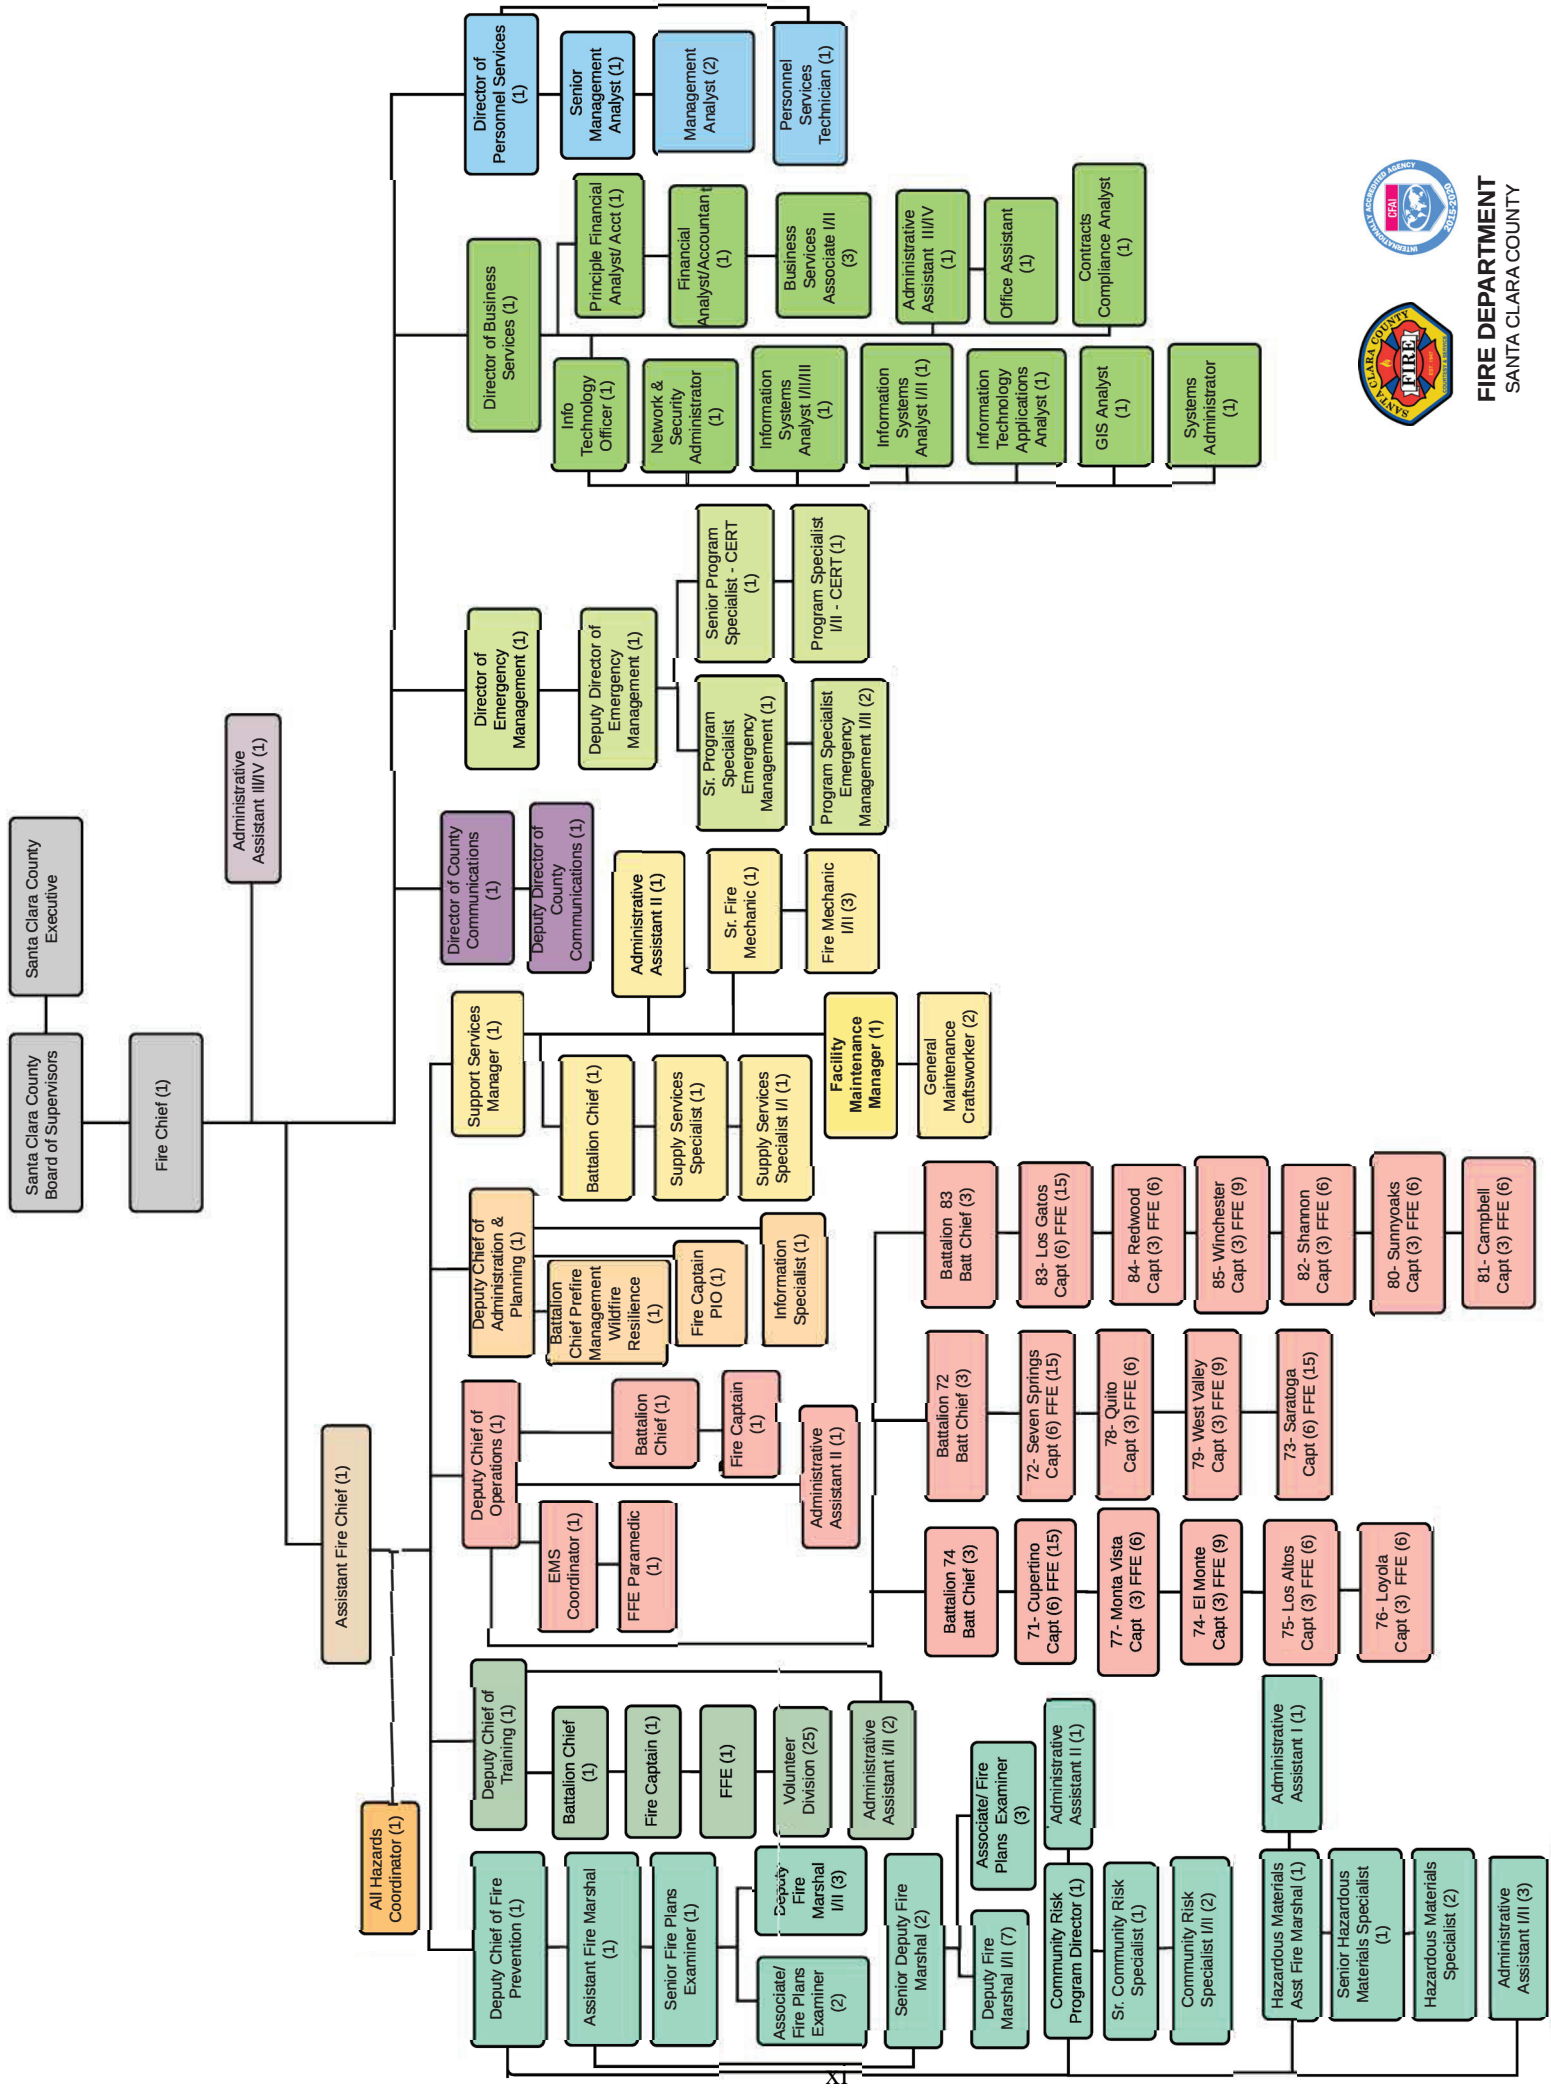 Santa Clara County
Board of Supervisors
Santa Clara County
Executive
Fire Chief (1)
Administrative
Assistant III/IV (1)
Assistant Fire Chief (1)
All Hazards
Coordinator (1)
Deputy Chief of Fire
Prevention (1)
Assistant Fire Marshal
(1)
Senior Fire Plans
Examiner (1)
Associate/
Fire Plans
Examiner
(2)
Deputy
Fire
Marshal
I/II (3)
Senior Deputy Fire
Marshal (2)
Deputy Fire
Marshal I/II (7)
Associate/ Fire
Plans Examiner
(3)
Community Risk
Program Director (1)
Administrative
Assistant II (1)
Sr. Community Risk
Specialist (1)
Community Risk
Specialist I/II (2)
Hazardous Materials
Asst Fire Marshal (1)
Administrative
Assistant I (1)
Senior Hazardous
Materials Specialist
(1)
Hazardous Materials
Specialist (2)
Administrative
Assistant I/II (3)
Deputy Chief of
Training (1)
Battalion Chief
(1)
Fire Captain (1)
FFE (1)
Volunteer
Division (25)
Administrative
Assistant i/II (2)
Deputy Chief of
Operations (1)
EMS
Coordinator (1)
FFE Paramedic
(1)
Battalion
Chief (1)
Fire Captain
(1)
Administrative
Assistant II (1)
Battalion 74
Batt Chief (3)
71- Cupertino
Capt (6) FFE (15)
77- Monta Vista
Capt (3) FFE (6)
74- El Monte
Capt (3) FFE (9)
75- Los Altos
Capt (3) FFE (6)
76- Loyola
Capt (3) FFE (6)
Battalion 72
Batt Chief (3)
72- Seven Springs
Capt (6) FFE (15)
78- Quito
Capt (3) FFE (6)
79- West Valley
Capt (3) FFE (9)
73- Saratoga
Capt (6) FFE (15)
Battalion 83
Batt Chief (3)
83- Los Gatos
Capt (6) FFE (15)
84- Redwood
Capt (3) FFE (6)
85- Winchester
Capt (3) FFE (9)
82- Shannon
Capt (3) FFE (6)
80- Sunnyoaks
Capt (3) FFE (6)
81- Campbell
Capt (3) FFE (6)
Deputy Chief of
Administration &
Planning (1)
Battalion
Chief Prefire
Management
Wildfire
Resilience
(1)
Fire Captain
PIO (1)
Information
Specialist (1)
Support Services
Manager (1)
Battalion Chief (1)
Supply Services
Specialist (1)
Supply Services
Specialist I/I (1)
Administrative
Assistant II (1)
Sr. Fire
Mechanic (1)
Fire Mechanic
I/II (3)
Facility
Maintenance
Manager (1)
General
Maintenance
Craftsworker (2)
Director of County
Communications
(1)
Deputy Director of
County
Communications (1)
Director of
Emergency
Management (1)
Deputy Director of
Emergency
Management (1)
Sr. Program
Specialist
Emergency
Management (1)
Program Specialist
Emergency
Management I/II (2)
Senior Program
Specialist - CERT
(1)
Program Specialist
I/II - CERT (1)
Director of Business
Services (1)
Info
Technology
Officer (1)
Network &
Security
Administrator
(1)
Information
Systems
Analyst I/II/III
(1)
Information
Systems
Analyst I/II (1)
Information
Technology
Applications
Analyst (1)
GIS Analyst
(1)
Systems
Administrator
(1)
Principle Financial
Analyst/ Acct (1)
Financial
Analyst/Accountant
(1)
Business
Services
Associate I/II
(3)
Administrative
Assistant III/IV
(1)
Office Assistant
(1)
Contracts
Compliance Analyst
(1)
Director of
Personnel Services
(1)
Senior
Management
Analyst (1)
Management
Analyst (2)
Personnel
Services
Technician (1)
SANTA CLARA COUNTY
FIRE
EST 1947
COURTESY & SERVICE
INTERNATIONALLY ACCREDITED AGENCY
CFAI
2015-2020
FIRE DEPARTMENT
SANTA CLARA COUNTY
xi